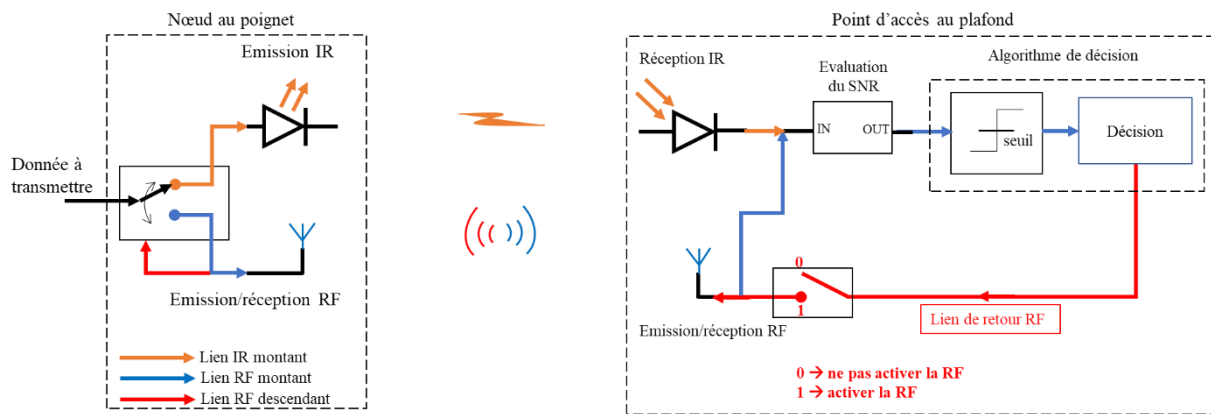 Nœud au poignet
Emission IR
Donnée à
transmettre
Emission/réception RF
Lien IR montant
Lien RF montant
Lien RF descendant
Point d’accès au plafond
Réception IR
Evaluation
du SNR
IN
OUT
Algorithme de décision
seuil
Décision
0
1
Emission/réception RF
Lien de retour RF
0 → ne pas activer la RF
1 → activer la RF